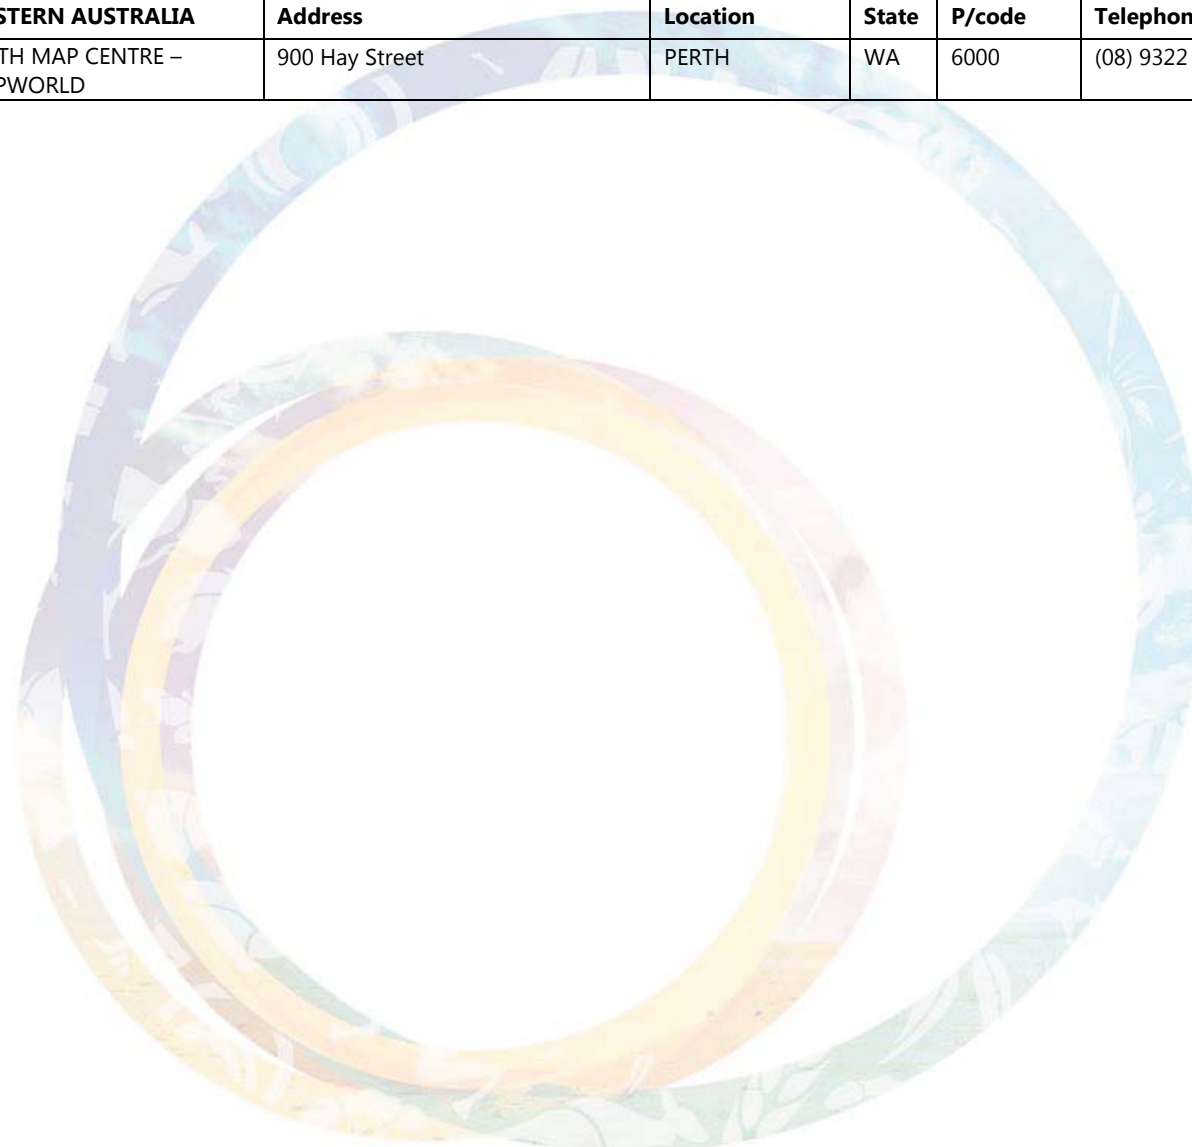 STERN AUSTRALIA Address Location State P/code Telephon
TH MAP CENTRE – 900 Hay Street PERTH WA 6000 (08) 9322
PWORLD